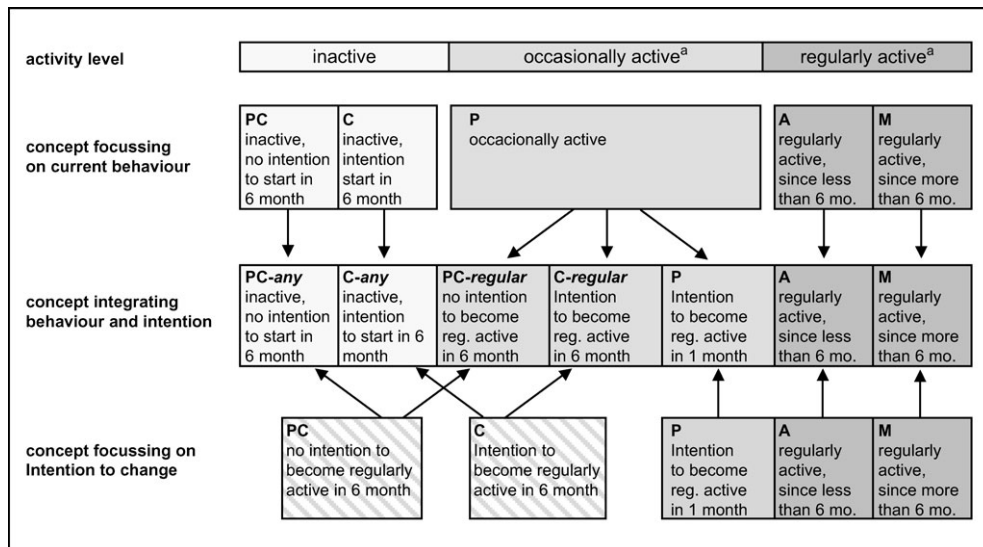 activity level
inactive
occasionally activeª
regularly activeª
concept focussing
on current behaviour
PC
inactive,
no intention
to start in
6 month
C
inactive,
intention
start in
6 month
P
occacionally active
A
regularly
active,
since less
than 6 mo.
M
regularly
active,
since more
than 6 mo.
concept integrating
behaviour and intention
PC-any
inactive,
no intention
to start in
6 month
C-any
inactive,
intention
to start in 6
month
PC-regular
no intention
to become
reg. active
in 6 month
C-regular
Intention
to become
reg. active
in 6 month
P
Intention
to become
reg. active
in 1 month
A
regularly
active,
since less
than 6 mo.
M
regularly
active,
since more
than 6 mo.
concept focussing on
Intention to change
PC
no intention to
become regularly
active in 6 month
C
Intention to
become regularly
active in 6 month
P
Intention
to become
reg. active
in 1 month
A
regularly
active,
since less
than 6 mo.
M
regularly
active,
since more
than 6 mo.